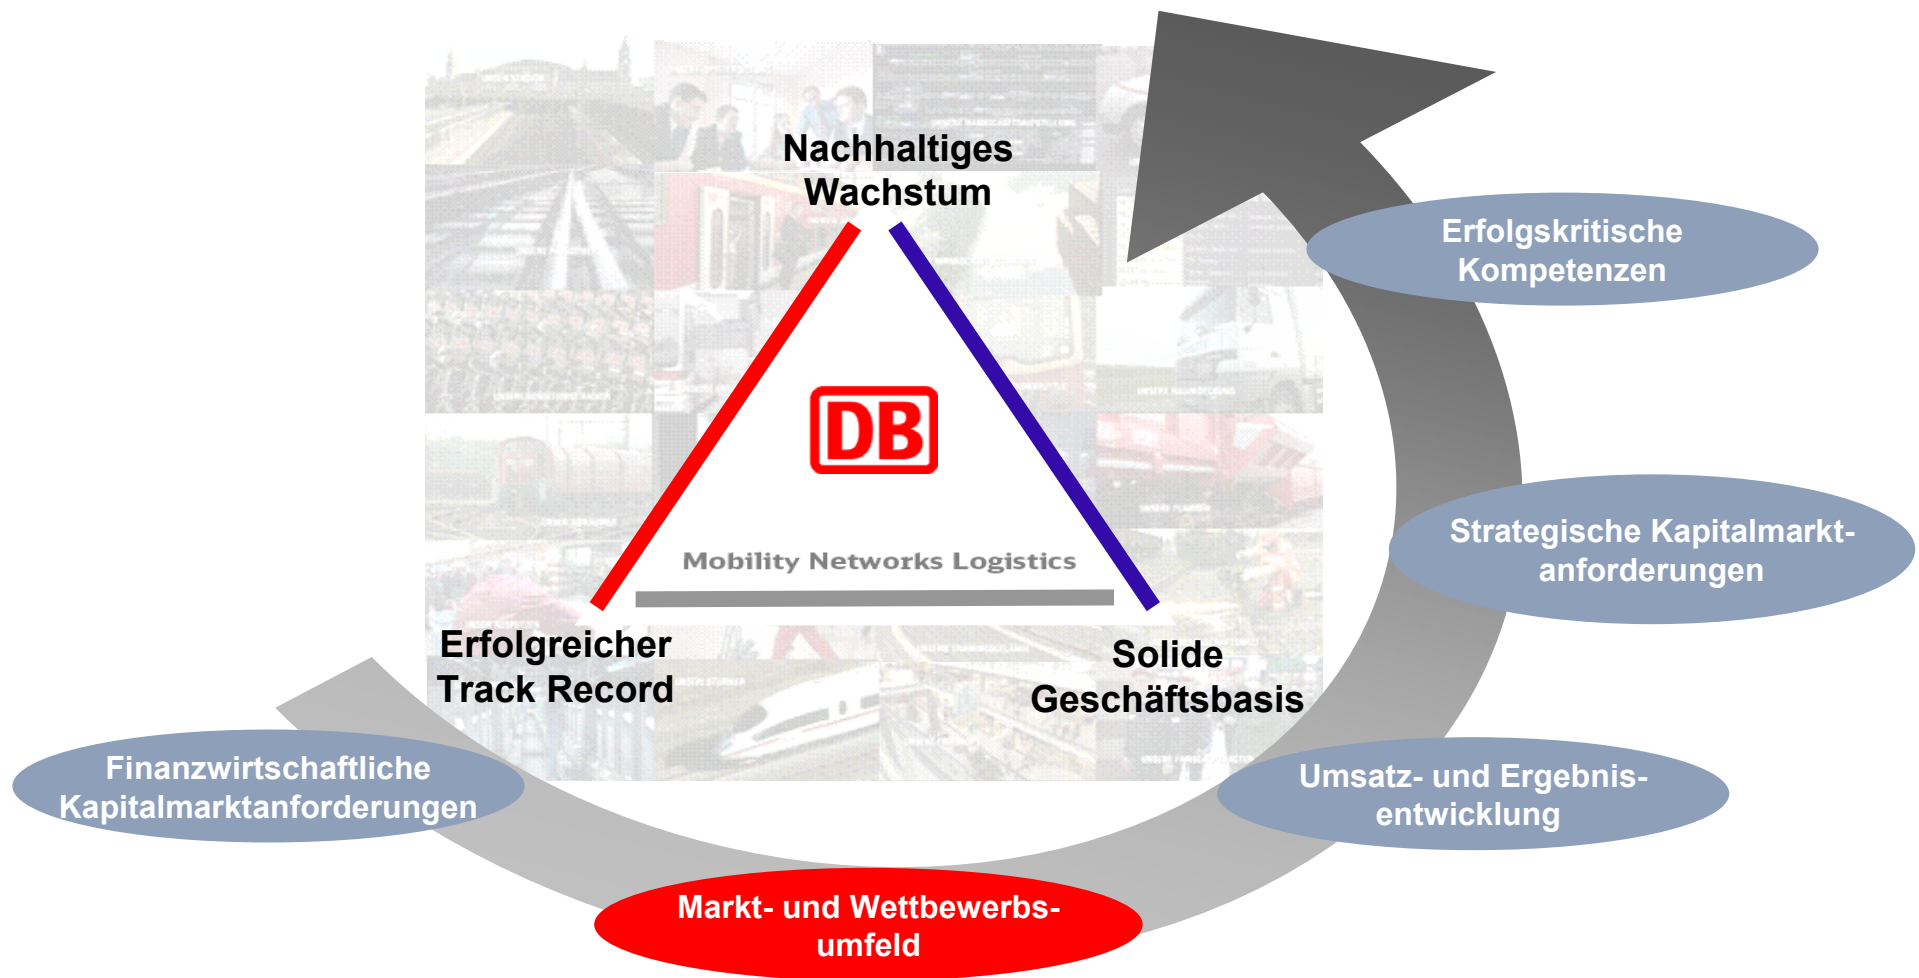 Nachhaltiges
Wachstum
Erfolgskritische
Kompetenzen
DB
Strategische Kapitalmarkt-
anforderungen
Mobility Networks Logistics
Erfolgreicher
Track Record
Solide
Geschäftsbasis
Finanzwirtschaftliche
Kapitalmarktanforderungen
Umsatz- und Ergebnis-
entwicklung
Markt- und Wettbewerbs-
umfeld